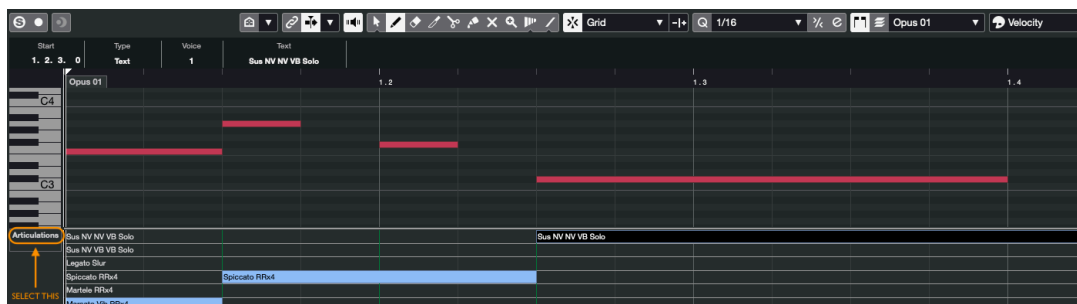 S
Grid
Q
1/16
Opus 01
Velocity
Start Type Voice Text
1. 2. 3. 0 Text 1 Sus NV NV VB Solo
Opus 01 1.2 1.3 1.4
C4
C3
Articulations
SELECT THIS
Sus NV NV VB Solo Sus NV NV VB Solo
Sus NV VB VB Solo
Legato Slur
Spiccato RRx4 Spiccato RRx4
Martele RRx4
Marcato Vib RRx4